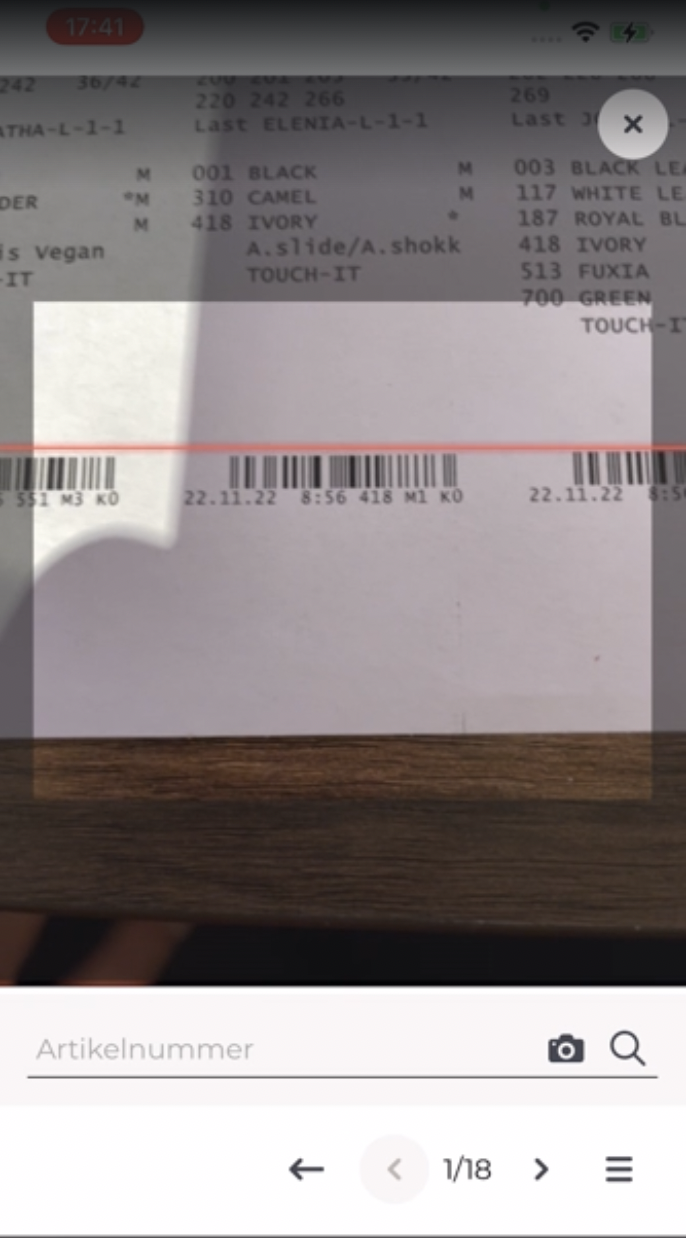 17:41
242 36/42
220 242 266
269
ATHA-L-1-1
Last ELENIA-L-1-1
Last
M
001 BLACK M
003 BLACK
DER *M
310 CAMEL M
117 WHITE
M
418 IVORY *
187 ROYAL
is Vegan
A.slide/A.shokk
418 IVORY
-IT
TOUCH-IT
513 FUXIA
700 GREEN
TOUCH-IT
551 M3 K0
22.11.22 8:56 418 M1 K0
22.11.22
Artikelnummer
1/18